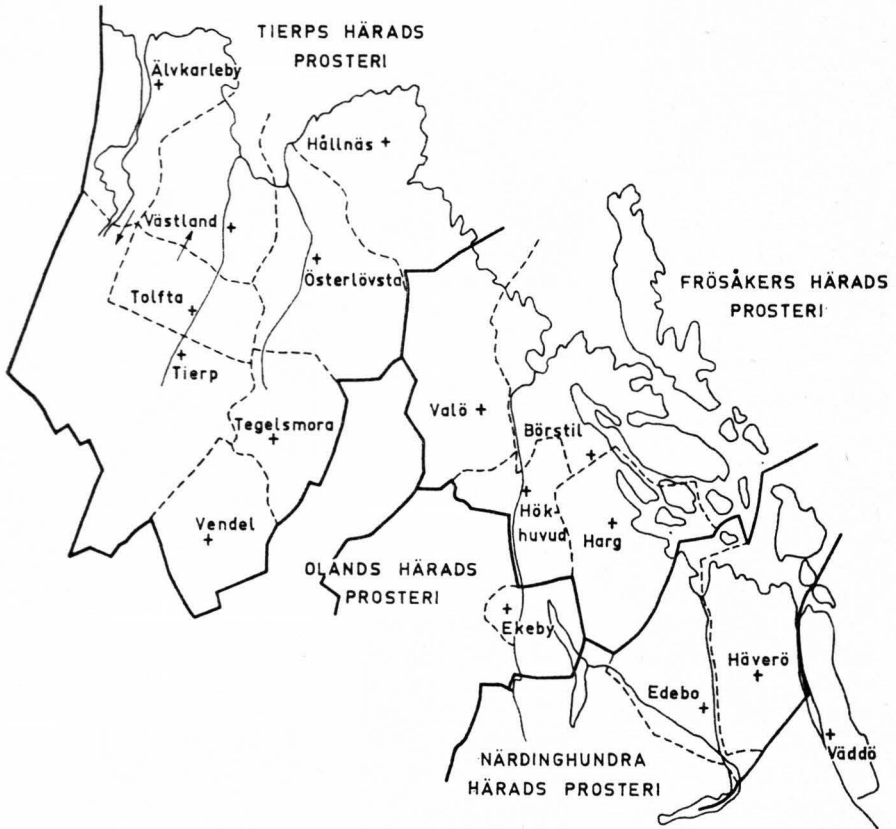 TIERPS HÄRADS
PROSTERI
Älvkarleby
Hållnäs
Västland
Österlövsta
FRÖSÅKERS HÄRADS
PROSTERI
Tolfta
Tierp
Valö
Tegelsmora
Börstil
Vendel
Hök-
huvud
Harg
OLANDS HÄRADS
PROSTERI
Ekeby
Häverö
Edebo
Väddö
NÄRDINGHUNDRA
HÄRADS PROSTERI